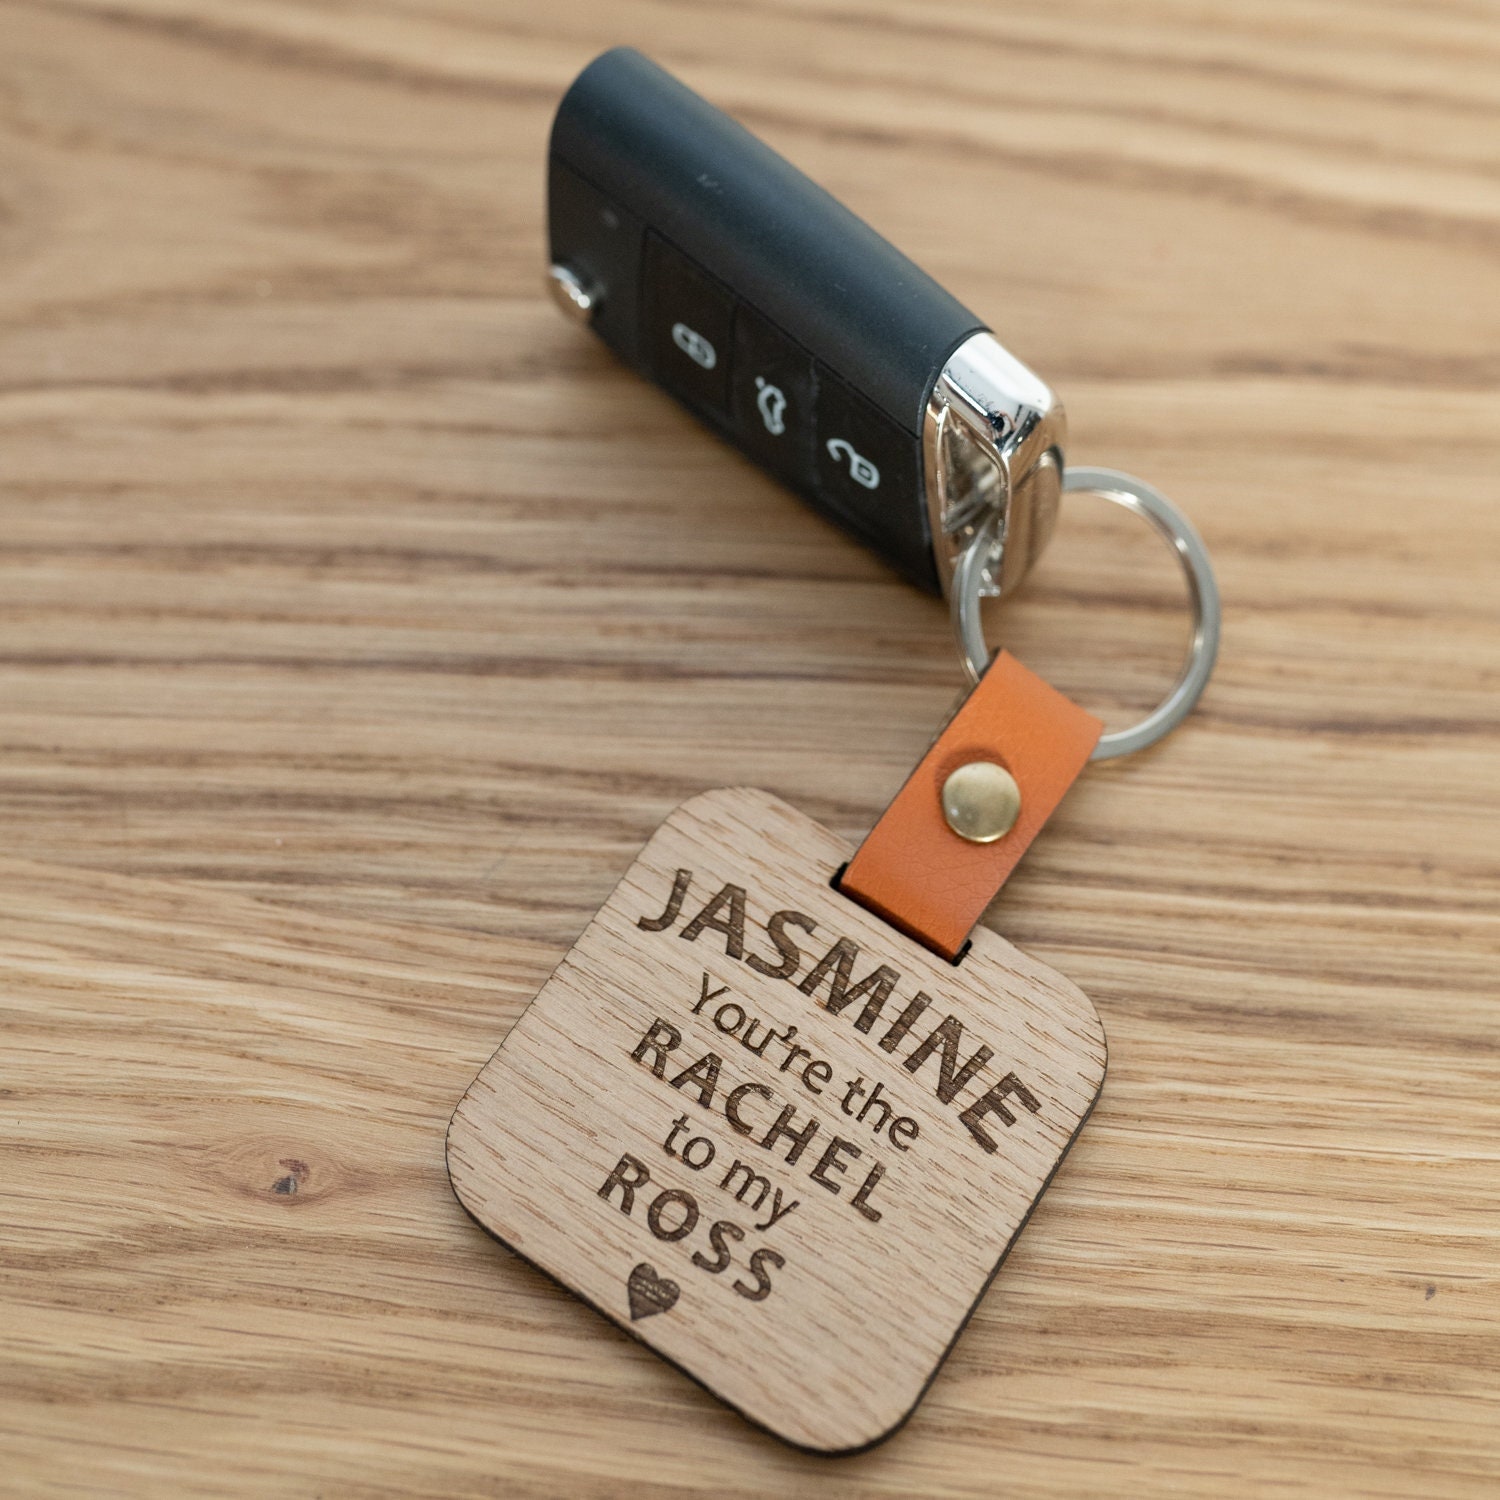 JASMINE
You're the
RACHEL
to my
ROSS